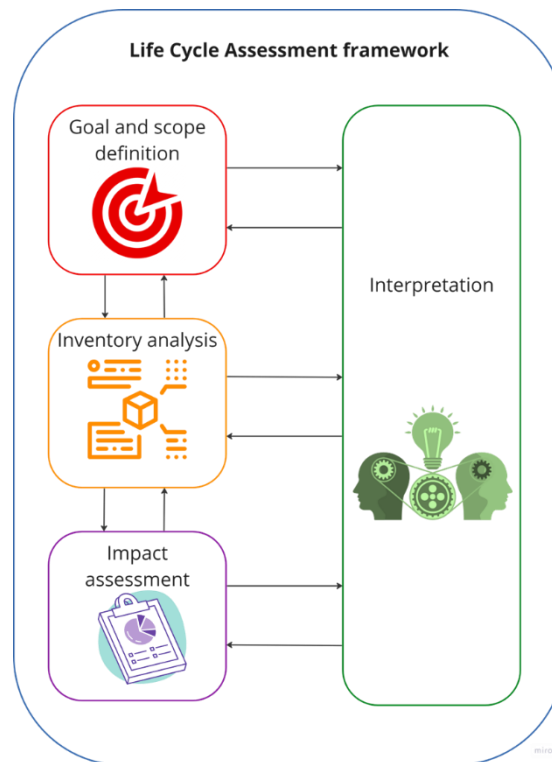 Life Cycle Assessment framework
Goal and scope
definition
Inventory analysis
Impact
assessment
Interpretation
miro